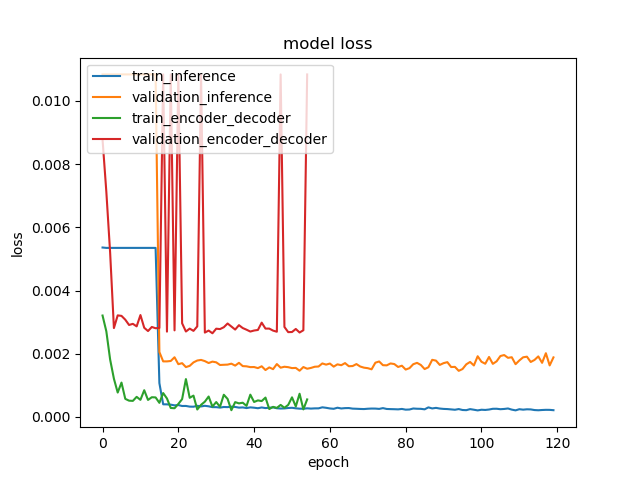 model loss
train_inference
validation_inference
train_encoder_decoder
validation_encoder_decoder
loss
0.010
0.008
0.006
0.004
0.002
0.000
0 20 40 60 80 100 120
epoch